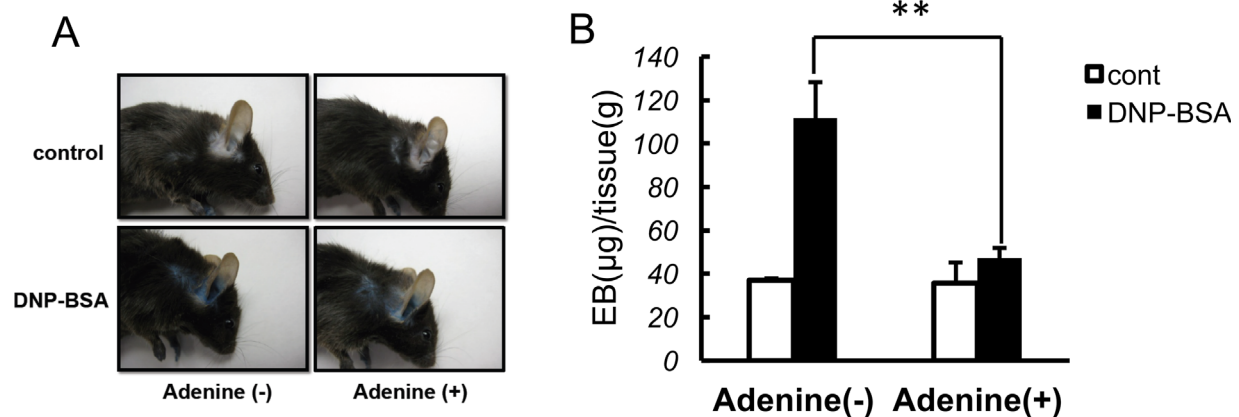 A
control
DNP-BSA
Adenine (-)
Adenine (+)
B
**
EB(µg)/tissue(g)
140
120
100
80
60
40
20
0
Adenine(-)
Adenine(+)
cont
DNP-BSA